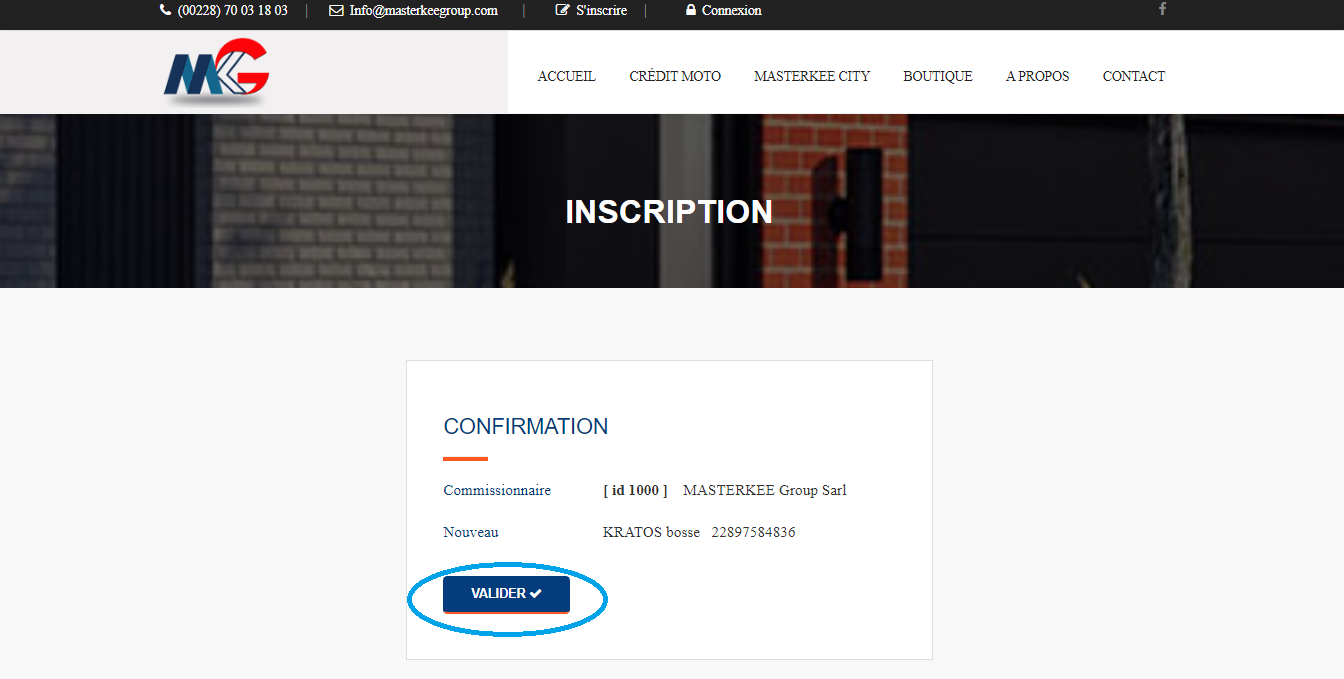 (00228) 70 03 18 03 | Info@masterkeegroup.com | S'inscrire | Connexion
MKG
ACCUEIL CRÉDIT MOTO MASTERKEE CITY BOUTIQUE A PROPOS CONTACT
INSCRIPTION
CONFIRMATION
Commissionnaire [ id 1000 ] MASTERKEE Group Sarl
Nouveau KRATOS bosse 22897584836
VALIDER